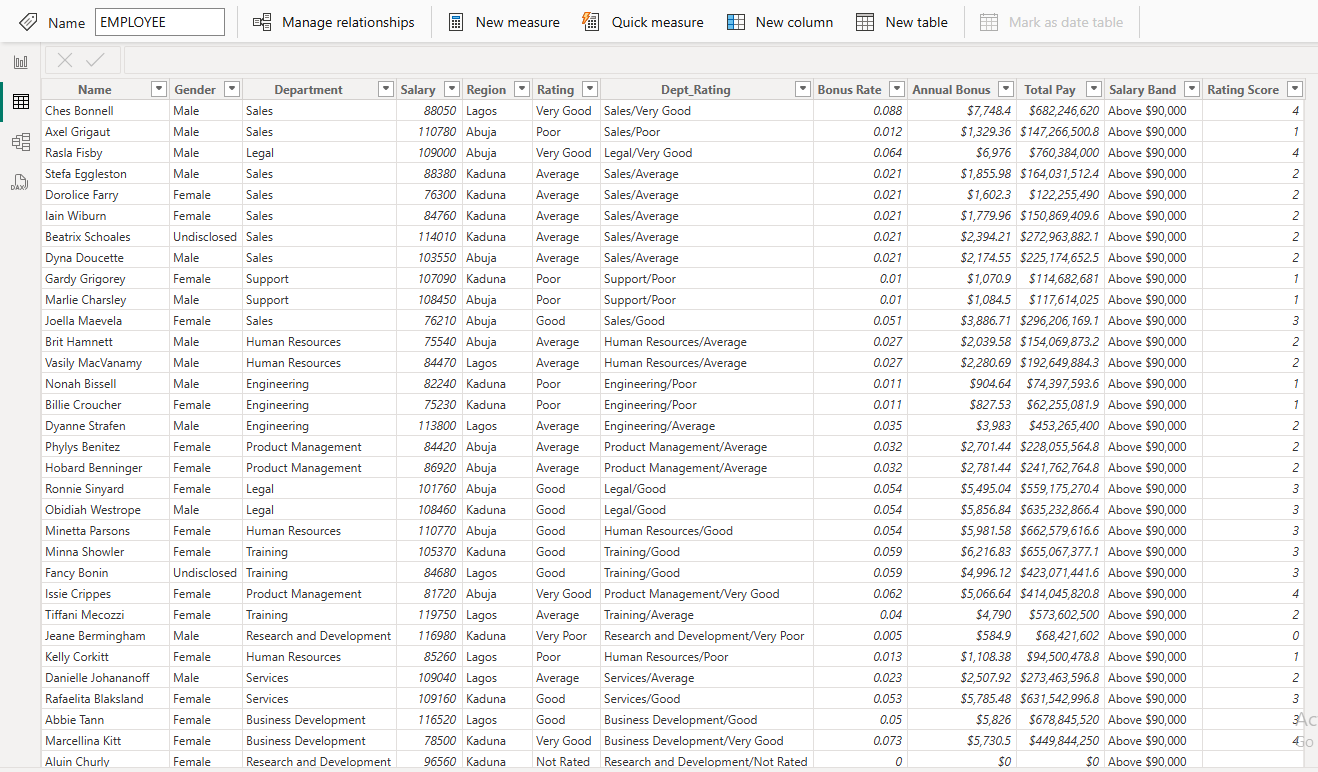 Name EMPLOYEE Manage relationships New measure Quick measure New column New table Mark as date table
Name Gender Department Salary Region Rating Dept_Rating Bonus Rate Annual Bonus Total Pay Salary Band Rating Score
Ches Bonnell Male Sales 88050 Lagos Very Good Sales/Very Good 0.088 $7,748.4 $682,246,620 Above $90,000 4
Axel Grigaut Male Sales 110780 Abuja Poor Sales/Poor 0.012 $1,329.36 $147,266,500.8 Above $90,000 1
Rasla Fisby Male Legal 109000 Abuja Very Good Legal/Very Good 0.064 $6,976 $760,384,000 Above $90,000 4
Stefa Eggleston Male Sales 88380 Kaduna Average Sales/Average 0.021 $1,855.98 $164,031,512.4 Above $90,000 2
Dorolice Farry Female Sales 76300 Kaduna Average Sales/Average 0.021 $1,602.3 $122,255,490 Above $90,000 2
Iain Wiburn Female Sales 84760 Kaduna Average Sales/Average 0.021 $1,779.96 $150,869,409.6 Above $90,000 2
Beatrix Schoales Undisclosed Sales 114010 Kaduna Average Sales/Average 0.021 $2,394.21 $272,963,882.1 Above $90,000 2
Dyna Doucette Male Sales 103550 Abuja Average Sales/Average 0.021 $2,174.55 $225,174,652.5 Above $90,000 2
Gardy Grigorey Female Support 107090 Kaduna Poor Support/Poor 0.01 $1,070.9 $114,682,681 Above $90,000 1
Marlie Charsley Male Support 108450 Abuja Poor Support/Poor 0.01 $1,084.5 $117,614,025 Above $90,000 1
Joella Maevela Female Sales 76210 Abuja Good Sales/Good 0.051 $3,886.71 $296,206,169.1 Above $90,000 3
Brit Hamnett Male Human Resources 75540 Abuja Average Human Resources/Average 0.027 $2,039.58 $154,069,873.2 Above $90,000 2
Vasily MacVanamy Male Human Resources 84470 Lagos Average Human Resources/Average 0.027 $2,280.69 $192,649,884.3 Above $90,000 2
Nonah Bissell Male Engineering 82240 Kaduna Poor Engineering/Poor 0.011 $904.64 $74,397,593.6 Above $90,000 1
Billie Croucher Female Engineering 75230 Kaduna Poor Engineering/Poor 0.011 $827.53 $62,255,081.9 Above $90,000 1
Dyanne Strafen Male Engineering 113800 Lagos Average Engineering/Average 0.035 $3,983 $453,265,400 Above $90,000 2
Phylys Benitez Female Product Management 84420 Abuja Average Product Management/Average 0.032 $2,701.44 $228,055,564.8 Above $90,000 2
Hobard Benninger Female Product Management 86920 Abuja Average Product Management/Average 0.032 $2,781.44 $241,762,764.8 Above $90,000 2
Ronnie Sinyard Female Legal 101760 Abuja Good Legal/Good 0.054 $5,495.04 $559,175,270.4 Above $90,000 3
Obidiah Westrope Male Legal 108460 Kaduna Good Legal/Good 0.054 $5,856.84 $635,232,866.4 Above $90,000 3
Minetta Parsons Female Human Resources 110770 Abuja Good Human Resources/Good 0.054 $5,981.58 $662,579,616.6 Above $90,000 3
Minna Showler Female Training 105370 Kaduna Good Training/Good 0.059 $6,216.83 $655,067,377.1 Above $90,000 3
Fancy Bonin Undisclosed Training 84680 Lagos Good Training/Good 0.059 $4,996.12 $423,071,441.6 Above $90,000 3
Issie Crippes Female Product Management 81720 Abuja Very Good Product Management/Very Good 0.062 $5,066.64 $414,045,820.8 Above $90,000 4
Tiffani Mecozzi Female Training 119750 Lagos Average Training/Average 0.04 $4,790 $573,602,500 Above $90,000 2
Jeane Bermingham Male Research and Development 116980 Kaduna Very Poor Research and Development/Very Poor 0.005 $584.9 $68,421,602 Above $90,000 0
Kelly Corkitt Female Human Resources 85260 Lagos Poor Human Resources/Poor 0.013 $1,108.38 $94,500,478.8 Above $90,000 1
Danielle Johananoff Male Services 109040 Lagos Average Services/Average 0.023 $2,507.92 $273,463,596.8 Above $90,000 2
Rafaelita Blaksland Female Services 109160 Kaduna Good Services/Good 0.053 $5,785.48 $631,542,996.8 Above $90,000 3
Abbie Tann Female Business Development 116520 Lagos Good Business Development/Good 0.05 $5,826 $678,845,520 Above $90,000 3
Marcellina Kitt Female Business Development 78500 Kaduna Very Good Business Development/Very Good 0.073 $5,730.5 $449,844,250 Above $90,000 4
Aluin Churly Female Research and Development 96560 Kaduna Not Rated Research and Development/Not Rated 0 $0 $0 Above $90,000